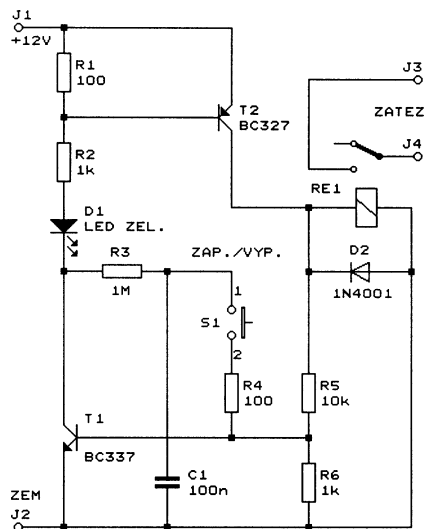 J1
+12V
R1
100
T2
BC327
J3
ZATEZ
J4
R2
1k
RE1
D1
LED ZEL.
R3
1M
ZAP./VYP.
D2
1N4001
1
S1
2
R4
100
R5
10k
T1
BC337
C1
100n
R6
1k
ZEM
J2